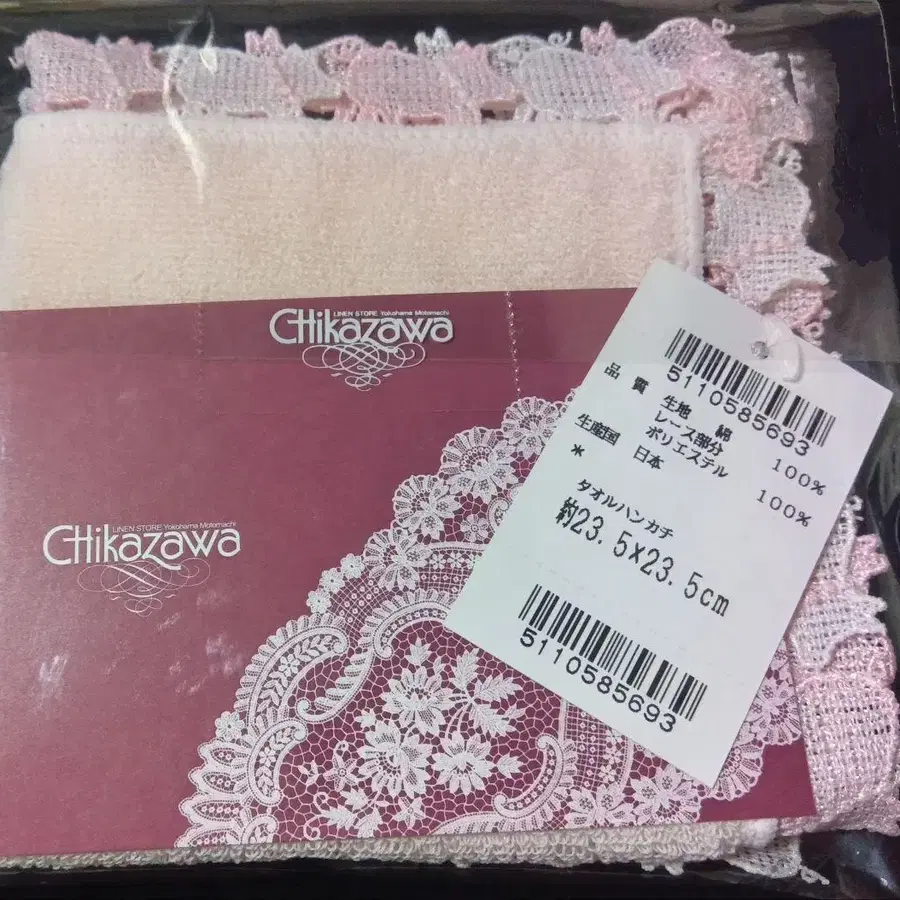 LINEN STORE Yokohama Motomachi
CHikazawa
LINEN STORE Yokohama Motomachi
CHikazawa
5110585693
品質 生地 綿 100%
レース部分
ポリエステル 100%
生産国 日本
*
タオルハンカチ
約23.5x23.5cm
5110585693